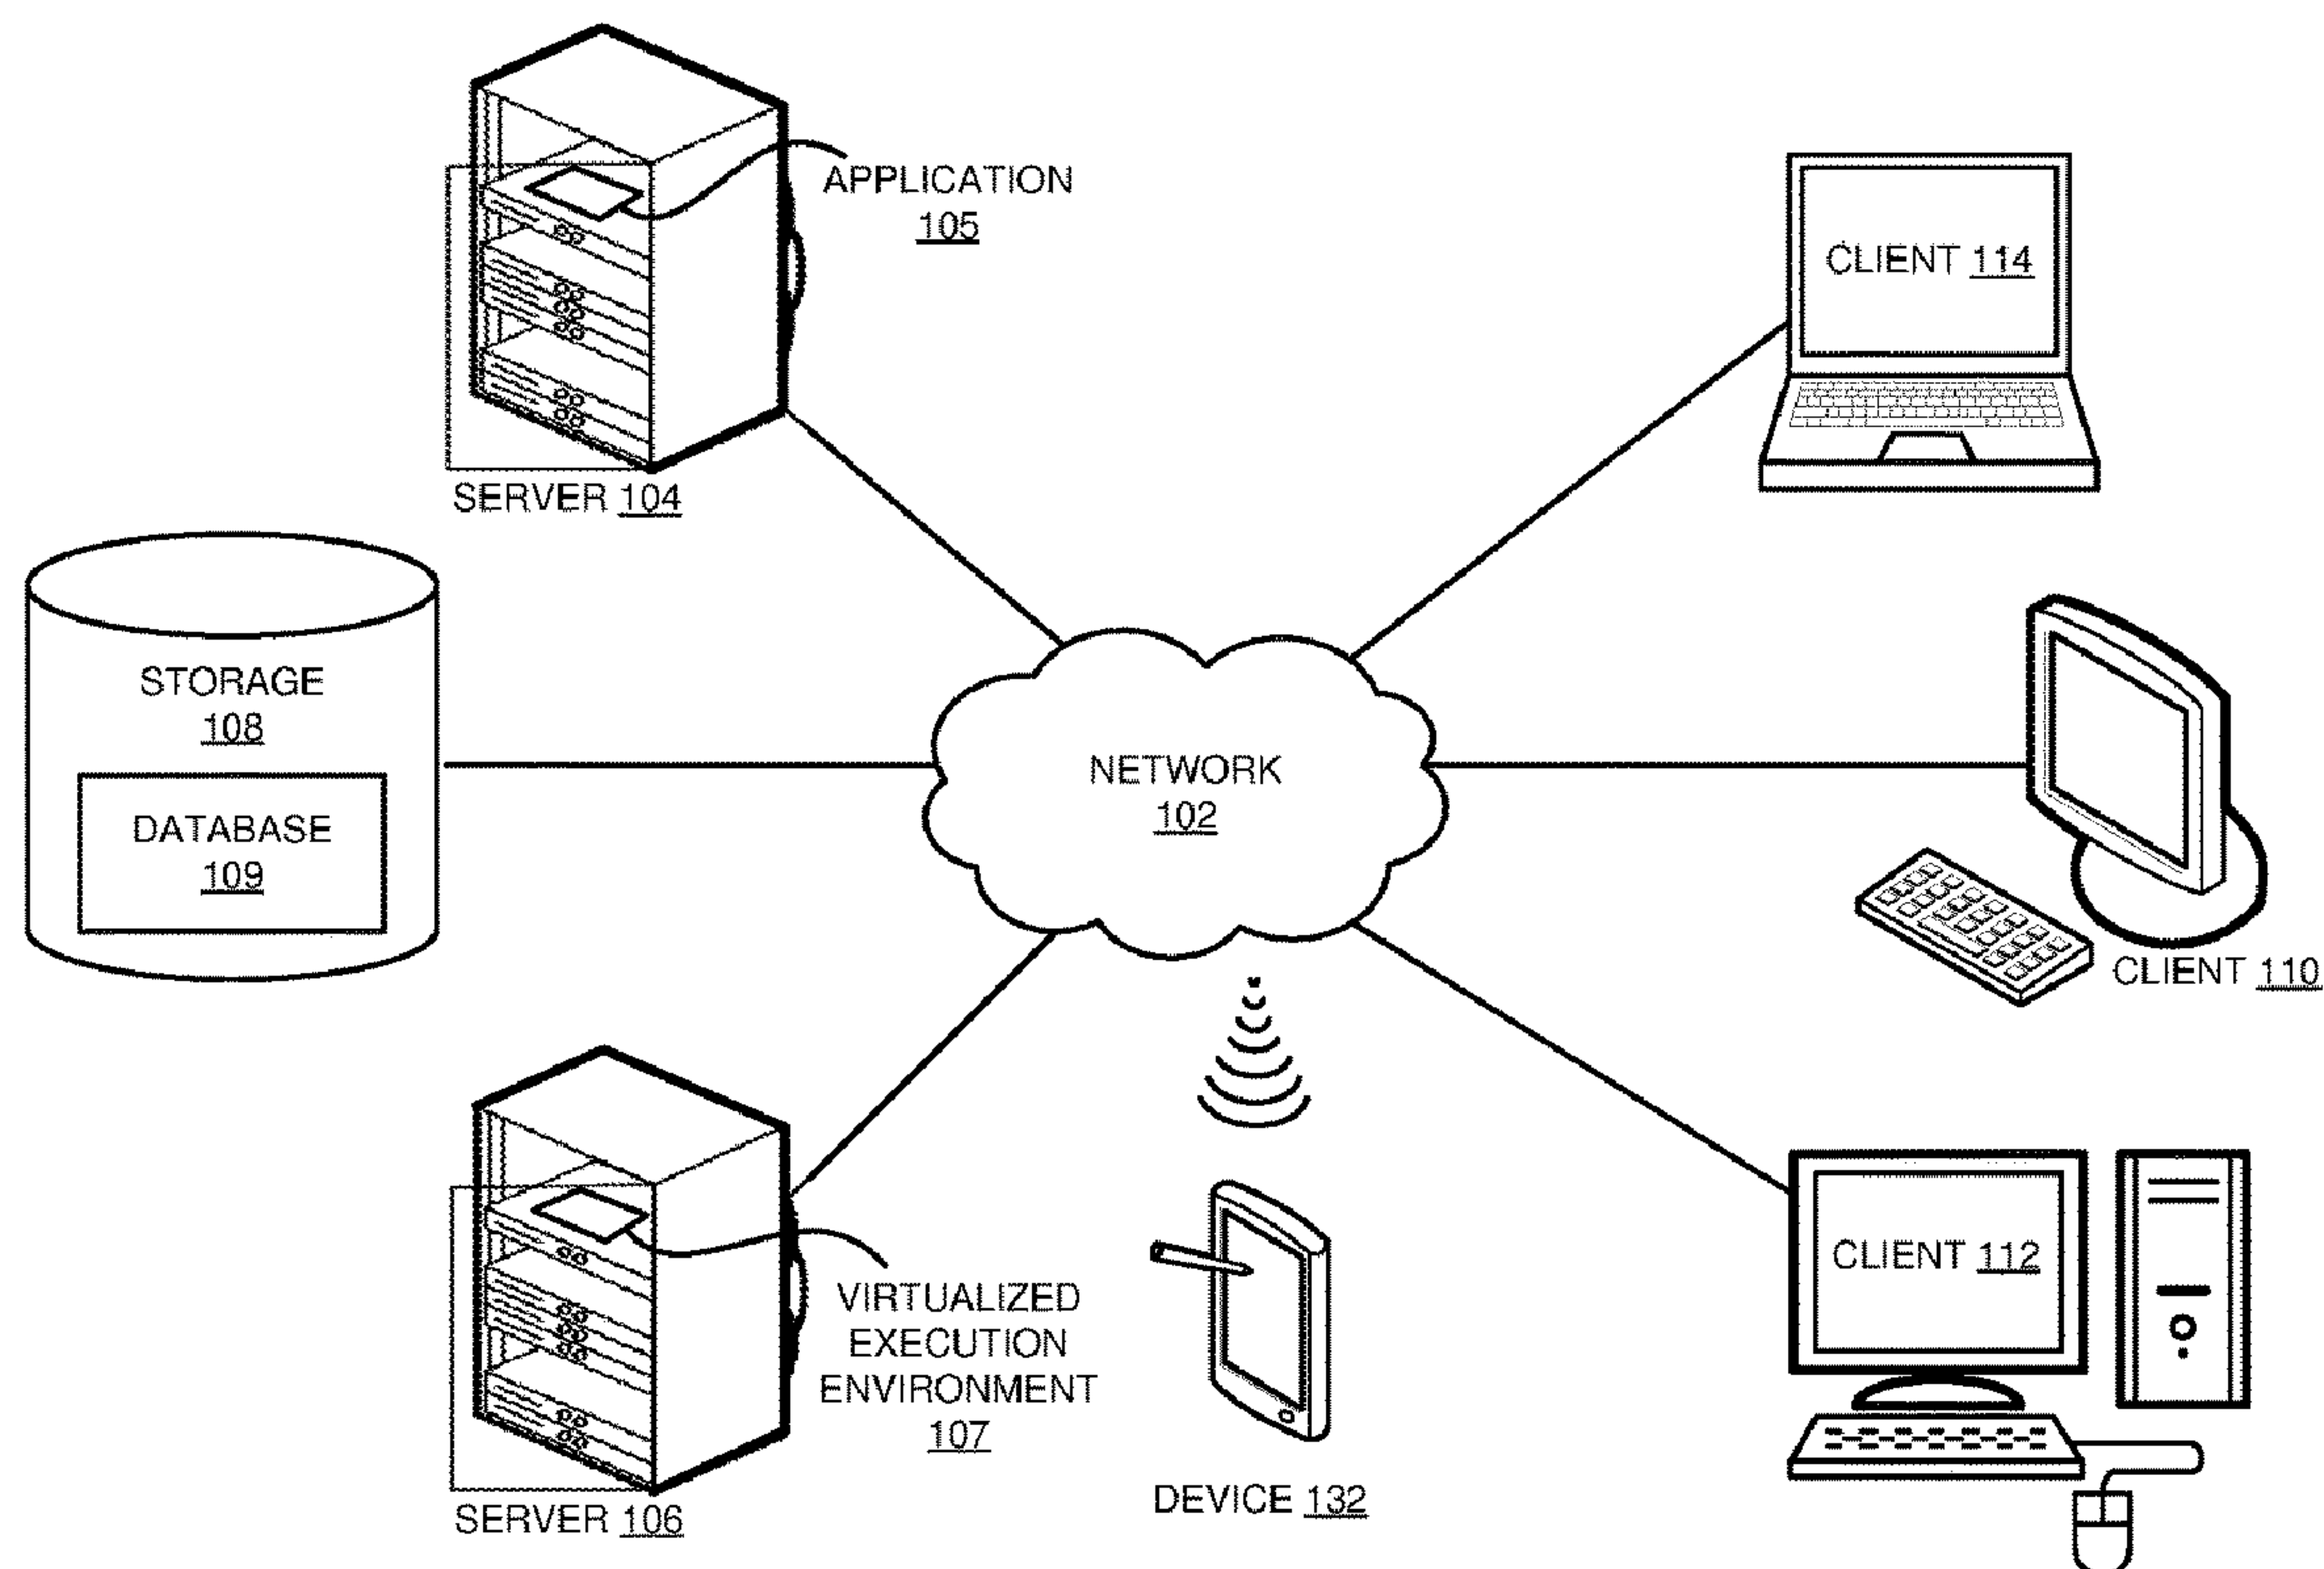 APPLICATION
105
CLIENT 114
SERVER 104
STORAGE
108
DATABASE
109
NETWORK
102
CLIENT 110
VIRTUALIZED
EXECUTION
ENVIRONMENT
107
CLIENT 112
SERVER 106
DEVICE 132